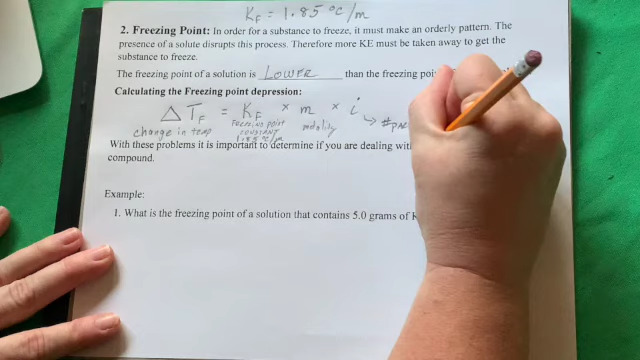 KF = 1.85 °C/m
2. Freezing Point: In order for a substance to freeze, it must make an orderly pattern. The
presence of a solute disrupts this process. Therefore more KE must be taken away to get the
substance to freeze.
The freezing point of a solution is LOWER than the freezing
Calculating the Freezing point depression:
Δ TF = KF × m × i
change in temp
Freezing point
constant
1.85 °C/m
molality
→ #
With these problems it is important to determine if you are dealing
compound.
Example:
1. What is the freezing point of a solution that contains 5.0 grams of